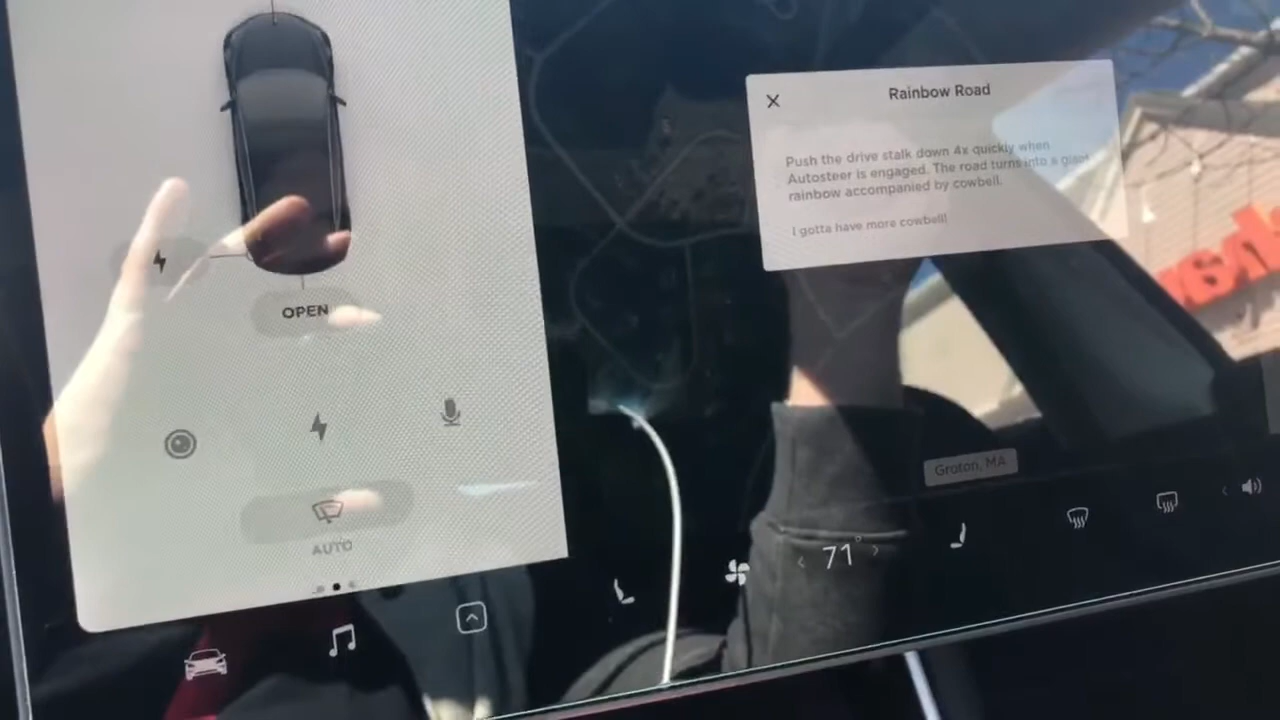 Rainbow Road
Push the drive stalk down 4x quickly when
Autosteer is engaged. The road turns into a giant
rainbow accompanied by cowbell.
I gotta have more cowbell!
OPEN
Groton, MA
AUTO
71°